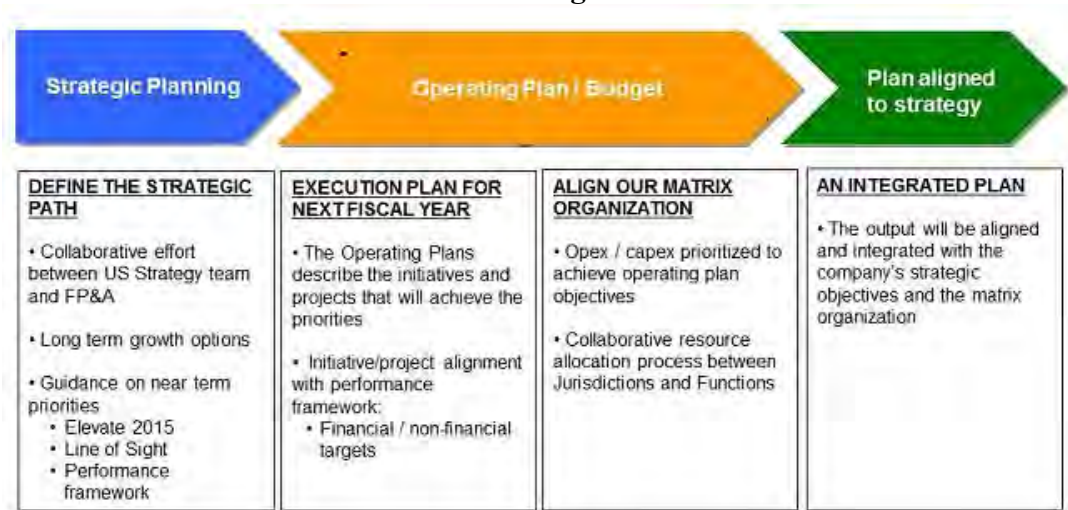 Strategic Planning
Operating Plan / Budget
Plan aligned
to strategy
DEFINE THE STRATEGIC
PATH
• Collaborative effort
between US Strategy team
and FP&A
• Long term growth options
• Guidance on near term
priorities
• Elevate 2015
• Line of Sight
• Performance
framework
EXECUTION PLAN FOR
NEXT FISCAL YEAR
• The Operating Plans
describe the initiatives and
projects that will achieve the
priorities
• Initiative/project alignment
with performance
framework:
• Financial / non-financial
targets
ALIGN OUR MATRIX
ORGANIZATION
• Opex / capex prioritized to
achieve operating plan
objectives
• Collaborative resource
allocation process between
Jurisdictions and Functions
AN INTEGRATED PLAN
• The output will be aligned
and integrated with the
company's strategic
objectives and the matrix
organization